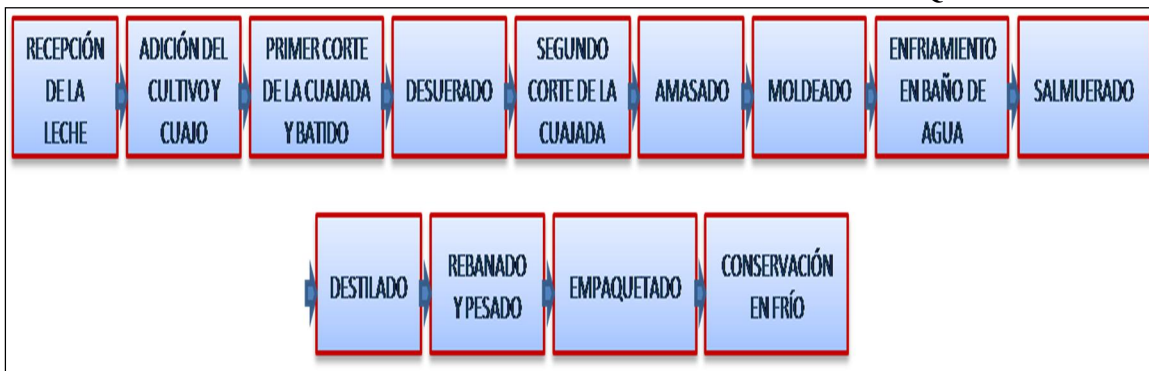 RECEPCIÓN
DE LA
LECHE
ADICIÓN DEL
CULTIVO Y
CUAJO
PRIMER CORTE
DE LA CUAJADA
Y BATIDO
DESUERADO
SEGUNDO
CORTE DE LA
CUAJADA
AMASADO
MOLDEADO
ENFRIAMIENTO
EN BAÑO DE
AGUA
SALMUERADO
DESTILADO
REBANADO
Y PESADO
EMPAQUETADO
CONSERVACIÓN
EN FRÍO